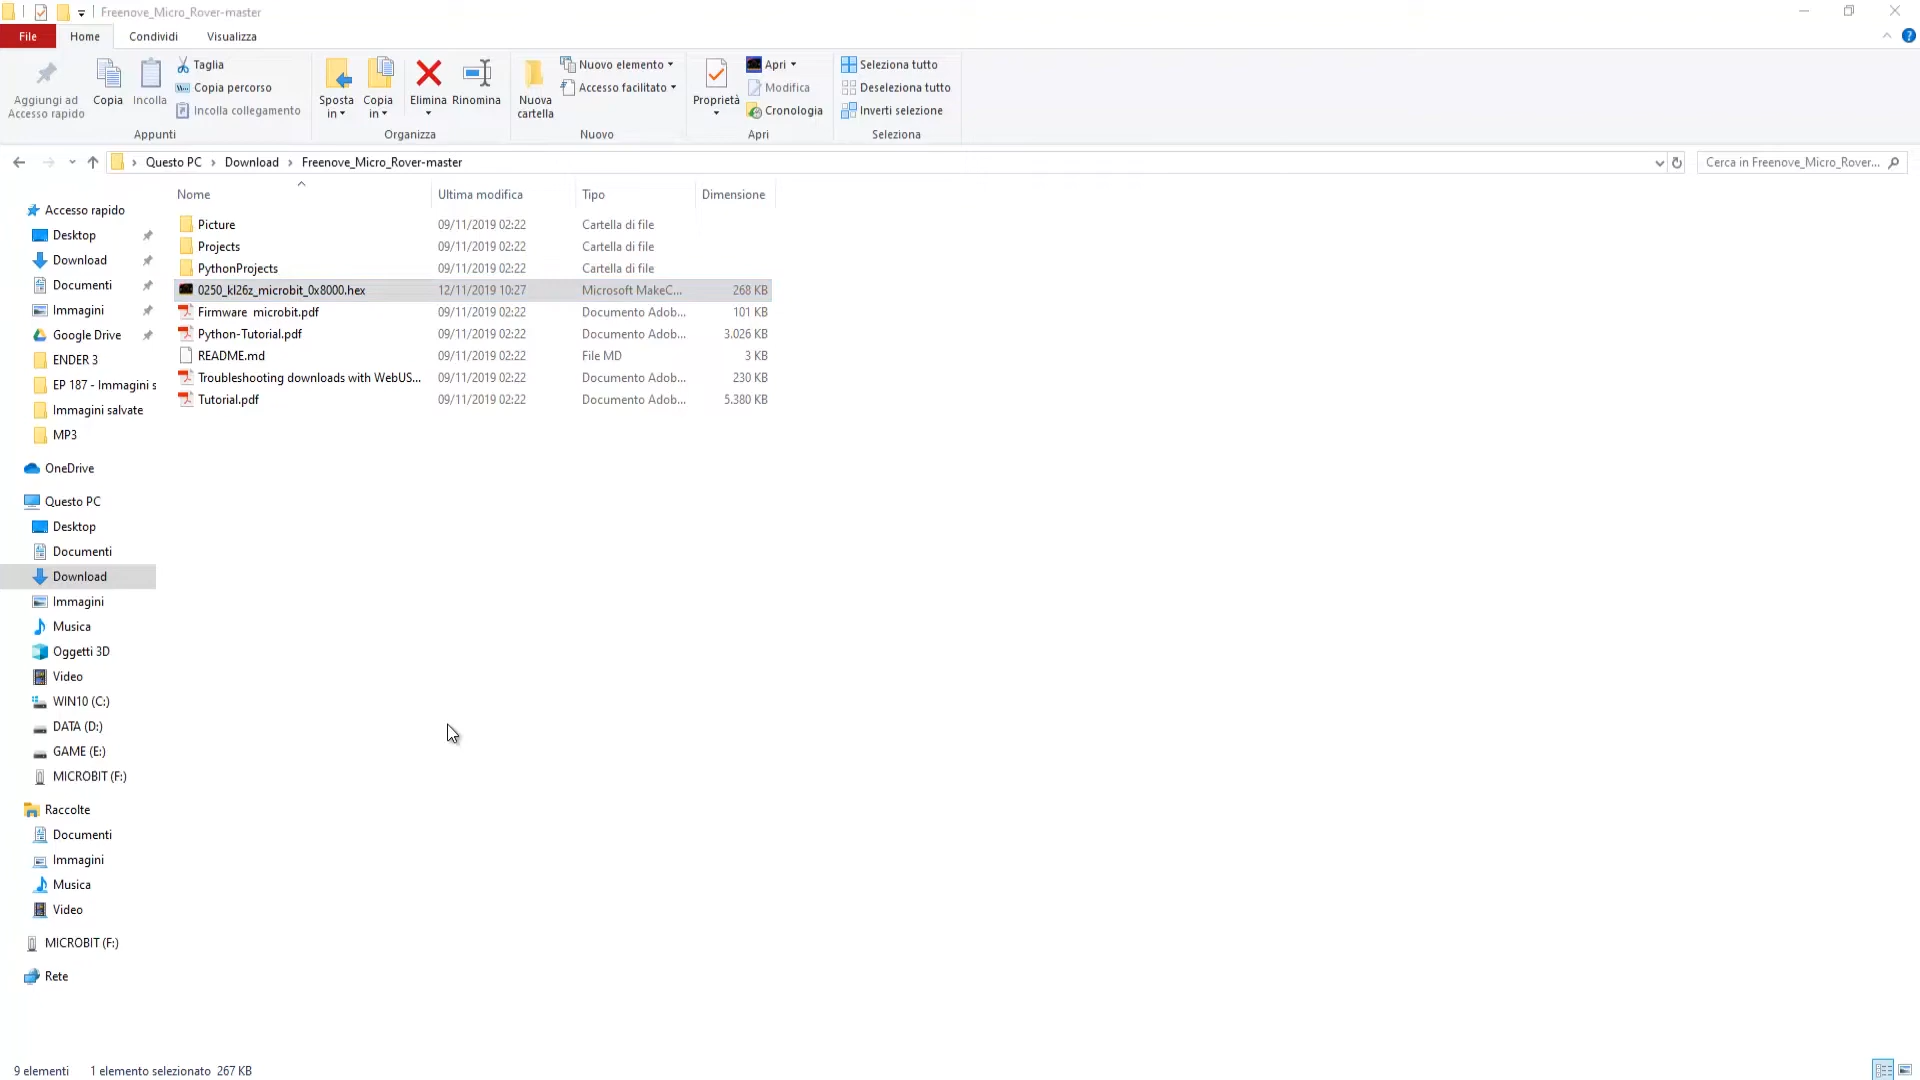 Freenove_Micro_Rover-master
File Home Condividi Visualizza
Aggiungi ad Accesso rapido
Copia
Incolla
Taglia
Copia percorso
Incolla collegamento
Appunti
Sposta in
Copia in
Elimina
Rinomina
Organizza
Nuova cartella
Nuovo elemento
Accesso facilitato
Nuovo
Proprietà
Apri
Modifica
Cronologia
Apri
Seleziona tutto
Deseleziona tutto
Inverti selezione
Seleziona
Questo PC Download Freenove_Micro_Rover-master
Cerca in Freenove_Micro_Rover...
Accesso rapido
Desktop
Download
Documenti
Immagini
Google Drive
ENDER 3
EP 187 - Immagini s
Immagini salvate
MP3
OneDrive
Questo PC
Desktop
Documenti
Download
Immagini
Musica
Oggetti 3D
Video
WIN10 (C:)
DATA (D:)
GAME (E:)
MICROBIT (F:)
Raccolte
Documenti
Immagini
Musica
Video
MICROBIT (F:)
Rete
Nome Ultima modifica Tipo Dimensione
Picture 09/11/2019 02:22 Cartella di file
Projects 09/11/2019 02:22 Cartella di file
PythonProjects 09/11/2019 02:22 Cartella di file
0250_kl26z_microbit_0x8000.hex 12/11/2019 10:27 Microsoft MakeC... 268 KB
Firmware microbit.pdf 09/11/2019 02:22 Documento Adob... 101 KB
Python-Tutorial.pdf 09/11/2019 02:22 Documento Adob... 3.026 KB
README.md 09/11/2019 02:22 File MD 3 KB
Troubleshooting downloads with WebUS... 09/11/2019 02:22 Documento Adob... 230 KB
Tutorial.pdf 09/11/2019 02:22 Documento Adob... 5.380 KB
9 elementi 1 elemento selezionato 267 KB